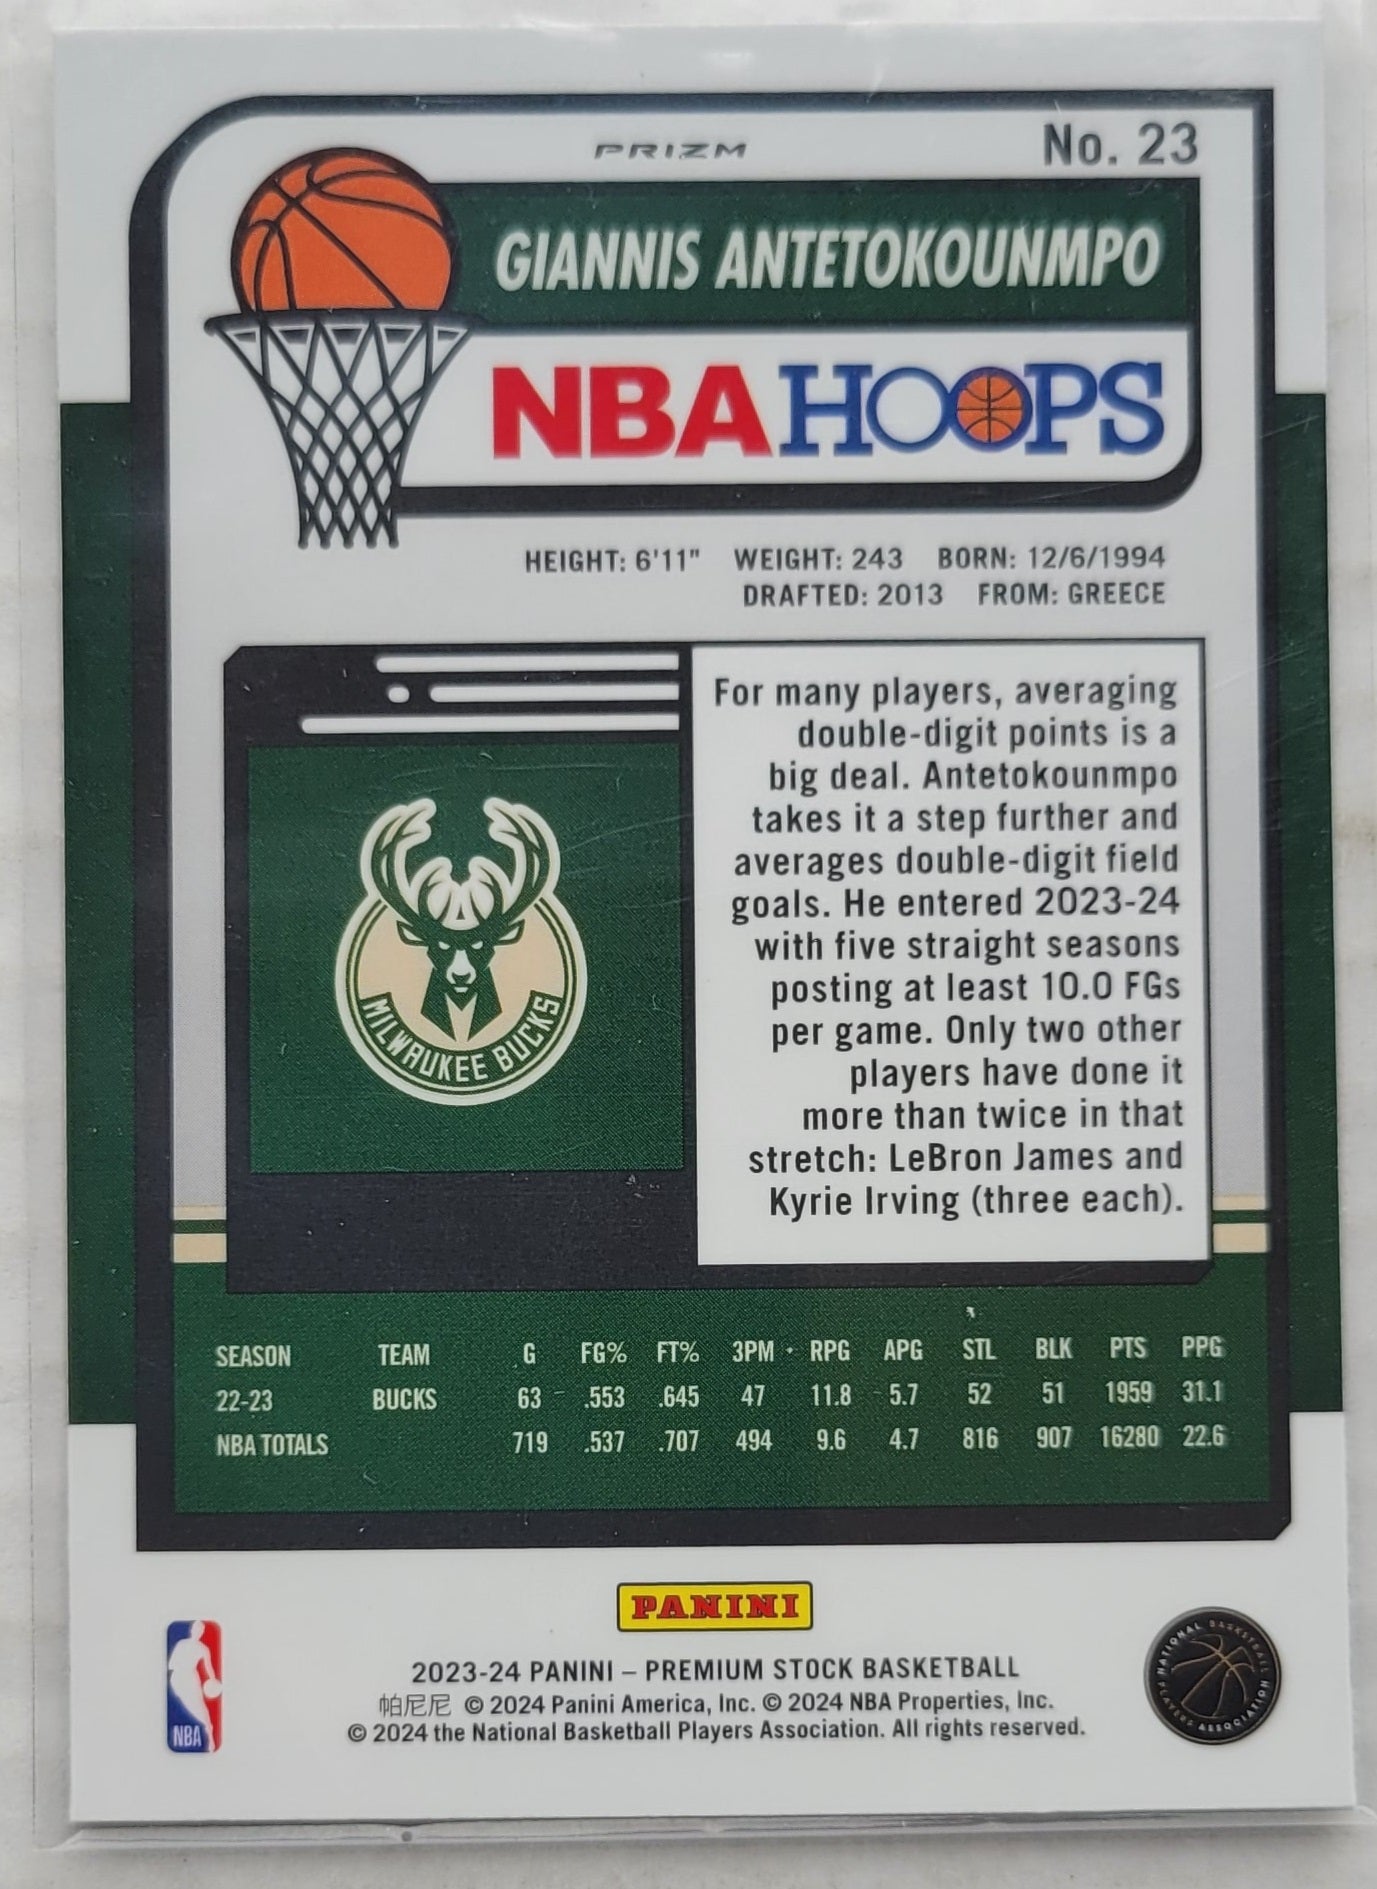 PRIZM
No. 23
GIANNIS ANTETOKOUNMPO
NBA HOOPS
HEIGHT: 6'11" WEIGHT: 243 BORN: 12/6/1994
DRAFTED: 2013 FROM: GREECE
For many players, averaging
double-digit points is a
big deal. Antetokounmpo
takes it a step further and
averages double-digit field
goals. He entered 2023-24
with five straight seasons
posting at least 10.0 FGs
per game. Only two other
players have done it
more than twice in that
stretch: LeBron James and
Kyrie Irving (three each).
MILWAUKEE BUCKS
SEASON TEAM G FG% FT% 3PM RPG APG STL BLK PTS PPG
22-23 BUCKS 63 .553 .645 47 11.8 5.7 52 51 1959 31.1
NBA TOTALS 719 .537 .707 494 9.6 4.7 816 907 16280 22.6
PANINI
2023-24 PANINI – PREMIUM STOCK BASKETBALL
帕尼尼 © 2024 Panini America, Inc. © 2024 NBA Properties, Inc.
© 2024 the National Basketball Players Association. All rights reserved.
NBA
NATIONAL BASKETBALL PLAYERS ASSOCIATION